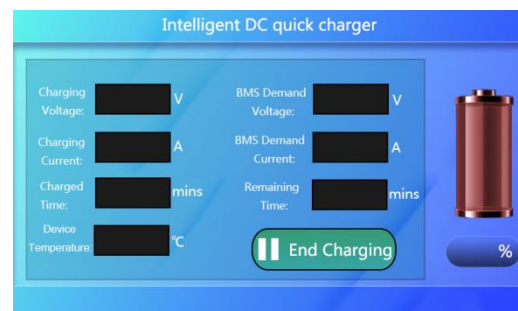 Intelligent DC quick charger
Charging
Voltage:
V
BMS Demand
Voltage:
V
Charging
Current:
A
BMS Demand
Current:
A
Charged
Time:
mins
Remaining
Time:
mins
Device
Temperature:
℃
End Charging
%